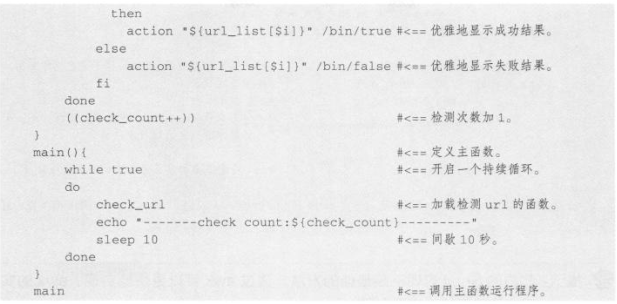 then
action "${url_list[$i]}" /bin/true #<== 优雅地显示成功结果。
else
action "${url_list[$i]}" /bin/false #<== 优雅地显示失败结果。
fi
done
((check_count++)) #<== 检测次数加 1。
}
main(){ #<== 定义主函数。
while true #<== 开启一个持续循环。
do
check_url #<== 加载检测 url 的函数。
echo "-------check count:${check_count}---------"
sleep 10 #<== 间歇 10 秒。
done
}
main #<== 调用主函数运行程序。